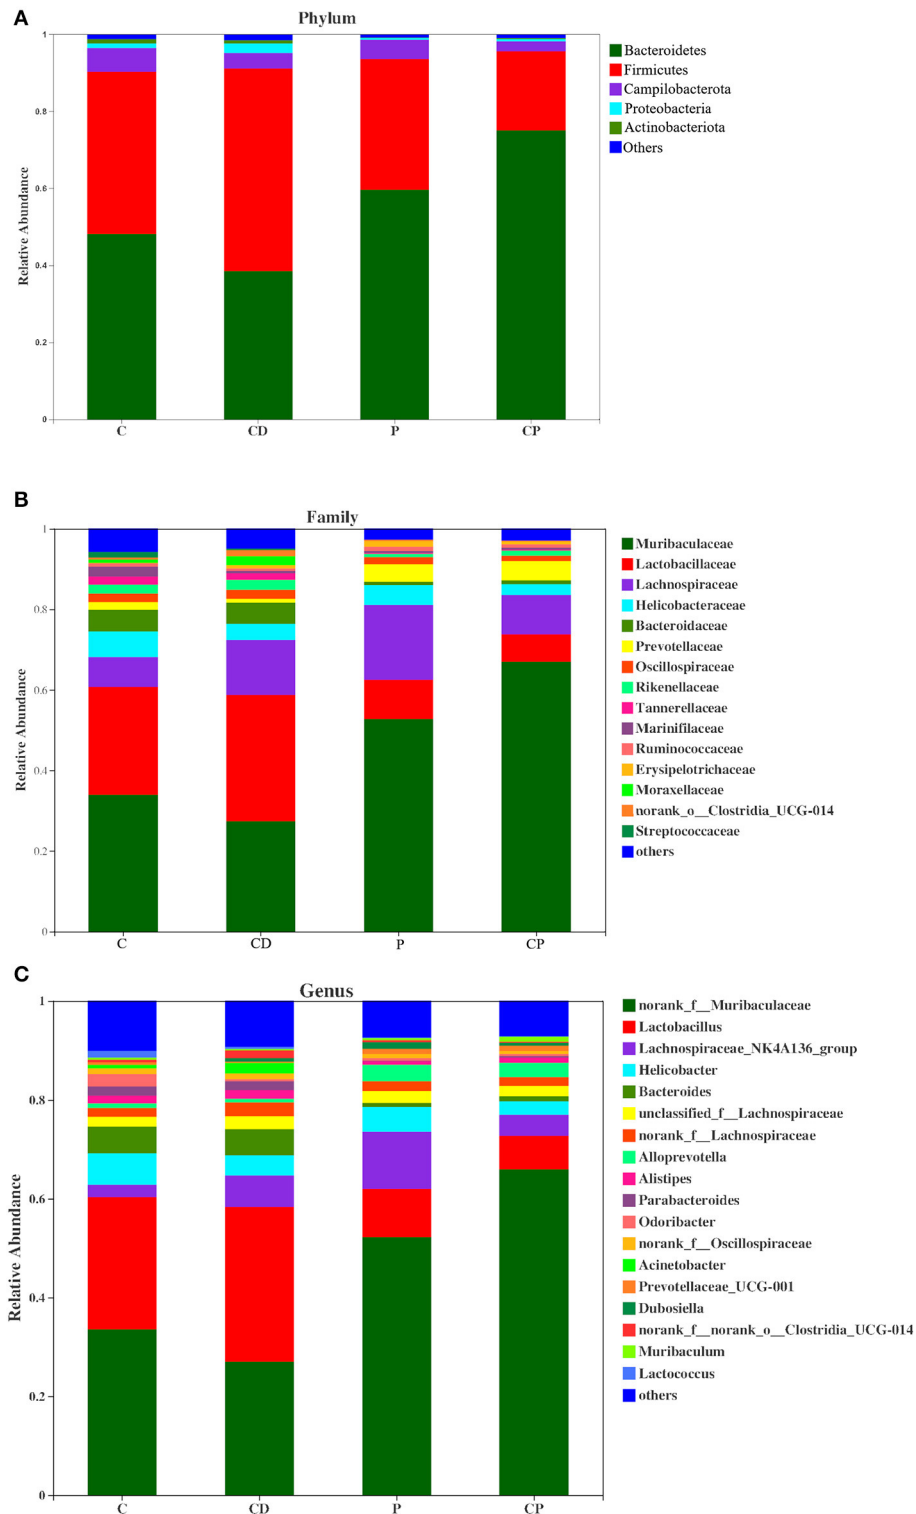 A
Phylum
1
0.8
0.6
0.4
0.2
0
Relative Abundance
C CD P CP
Bacteroidetes
Firmicutes
Campilobacterota
Proteobacteria
Actinobacteriota
Others
B
Family
1
0.8
0.6
0.4
0.2
0
Relative Abundance
C CD P CP
Muribaculaceae
Lactobacillaceae
Lachnospiraceae
Helicobacteraceae
Bacteroidaceae
Prevotellaceae
Oscillospiraceae
Rikenellaceae
Tannerellaceae
Marinifilaceae
Ruminococcaceae
Erysipelotrichaceae
Moraxellaceae
norank_o__Clostridia_UCG-014
Streptococcaceae
others
C
Genus
1
0.8
0.6
0.4
0.2
0
Relative Abundance
C CD P CP
norank_f__Muribaculaceae
Lactobacillus
Lachnospiraceae_NK4A136_group
Helicobacter
Bacteroides
unclassified_f__Lachnospiraceae
norank_f__Lachnospiraceae
Alloprevotella
Alistipes
Parabacteroides
Odoribacter
norank_f__Oscillospiraceae
Acinetobacter
Prevotellaceae_UCG-001
Dubosiella
norank_f__norank_o__Clostridia_UCG-014
Muribaculum
Lactococcus
others